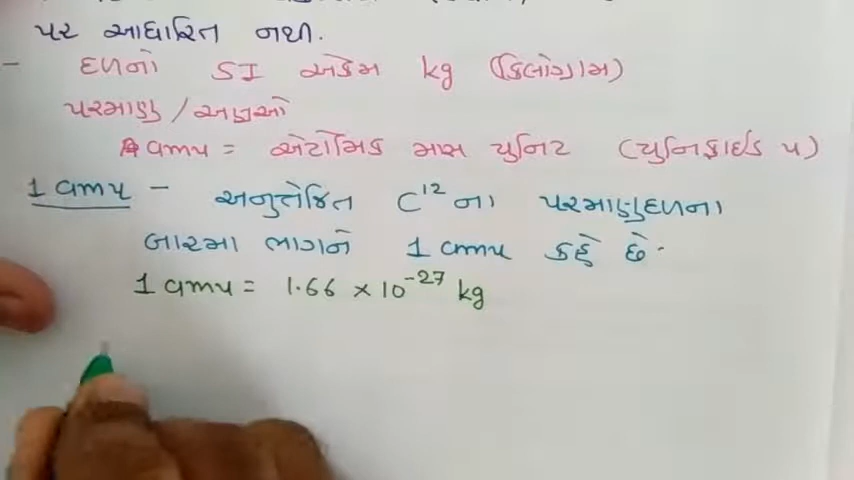 પર આધારિત નથી.
- દળનો SI એકમ kg (કિલોગ્રામ)
પરમાણુ / અણુઓ
amu = એટોમિક માસ યુનિટ (યુનિફાઈડ u)
1 amu - અનુત્તેજિત C¹² ના પરમાણુદળના
બારમા ભાગને 1 amu કહે છે.
1 amu = 1.66 × 10⁻²⁷ kg